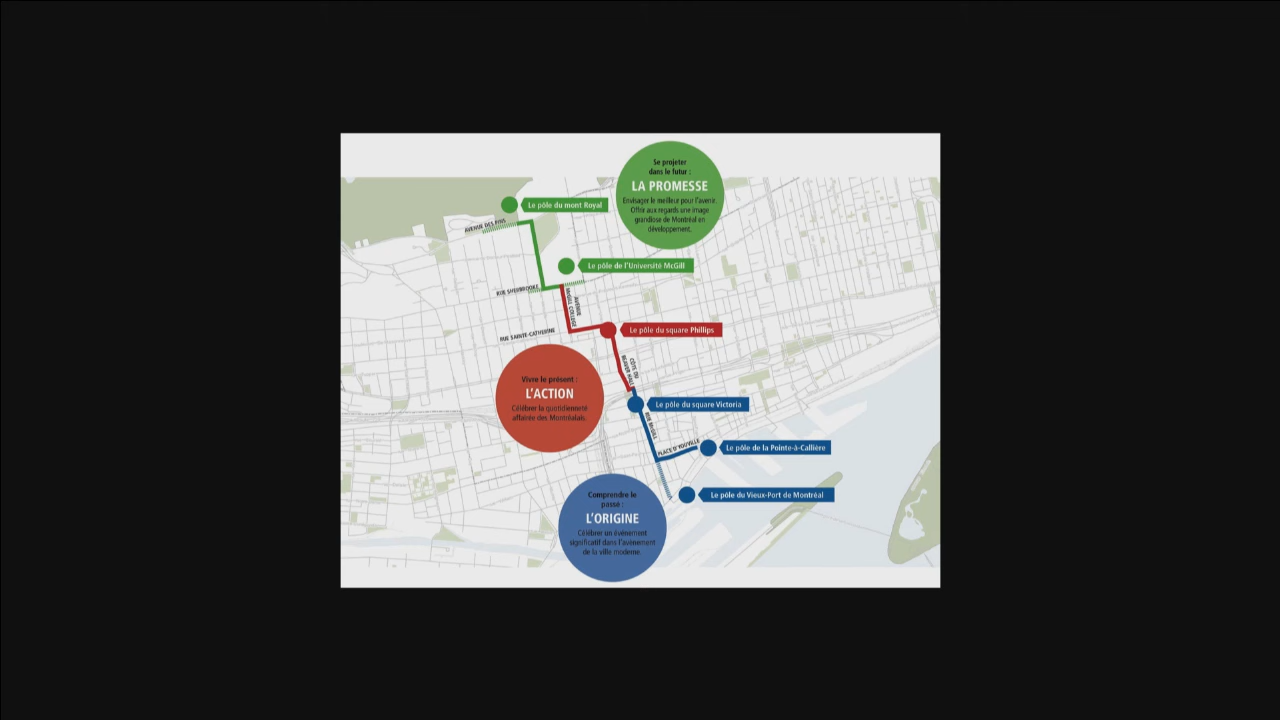 Se projeter
dans le futur :
LA PROMESSE
Envisager le meilleur pour l'avenir.
Offrir aux regards une image
grandiose de Montréal en
développement.
Le pôle du mont Royal
AVENUE DES PINS
Le pôle de l'Université McGill
RUE SHERBROOKE
AVENUE
McGILL COLLEGE
Le pôle du square Phillips
RUE SAINTE-CATHERINE
CÔTE DU
BEAVER HALL
Vivre le présent :
L'ACTION
Célébrer la quotidienneté
affairée des Montréalais.
Le pôle du square Victoria
RUE McGILL
PLACE D'YOUVILLE
Le pôle de la Pointe-à-Callière
Le pôle du Vieux-Port de Montréal
Comprendre le
passé :
L'ORIGINE
Célébrer un événement
significatif dans l'avènement
de la ville moderne.